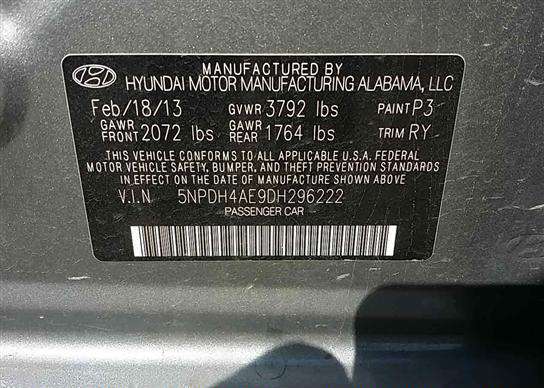 MANUFACTURED BY
HYUNDAI MOTOR MANUFACTURING ALABAMA, LLC
Feb/18/13 GVWR 3792 lbs PAINT P3
GAWR FRONT 2072 lbs GAWR REAR 1764 lbs TRIM RY
THIS VEHICLE CONFORMS TO ALL APPLICABLE U.S.A. FEDERAL
MOTOR VEHICLE SAFETY, BUMPER, AND THEFT PREVENTION STANDARDS
IN EFFECT ON THE DATE OF MANUFACTURE SHOWN ABOVE.
V.I.N 5NPDH4AE9DH296222
PASSENGER CAR